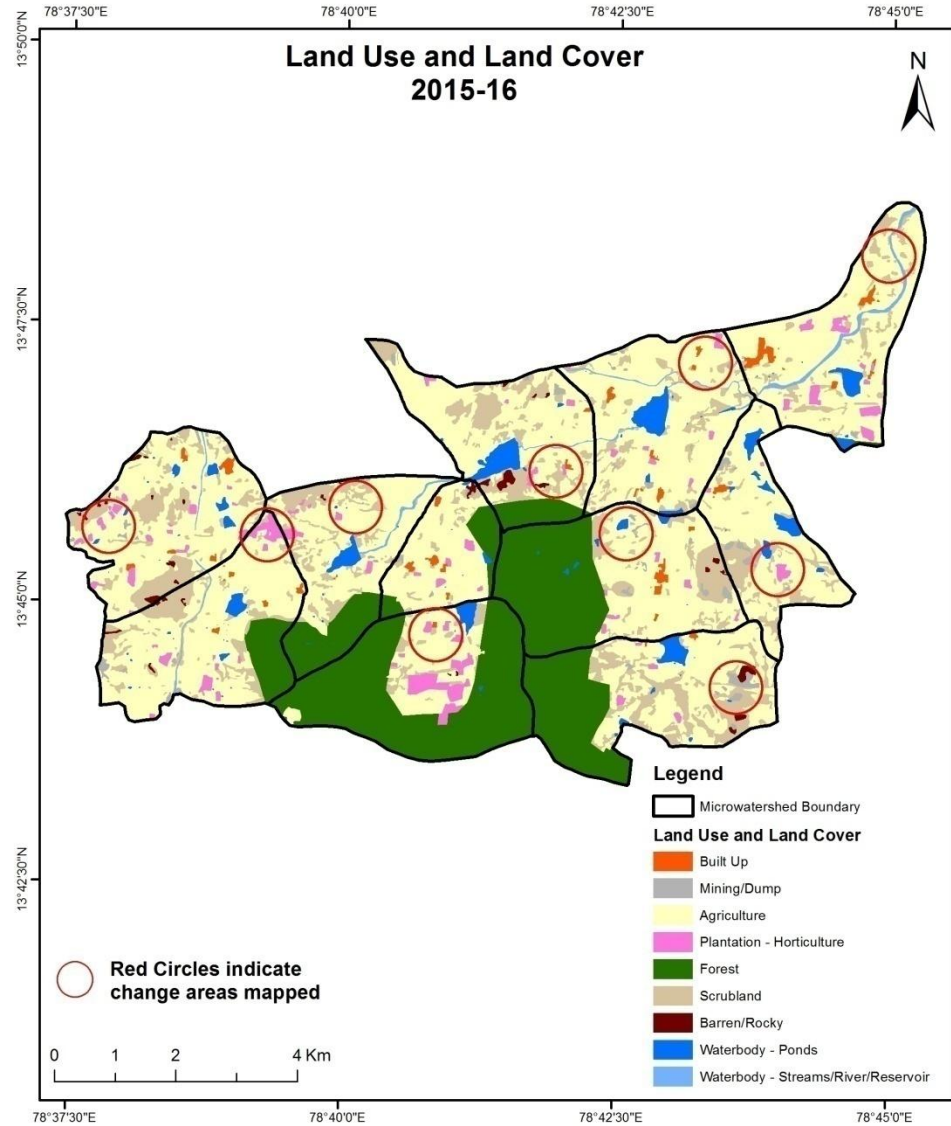 78°37'30"E 78°40'0"E 78°42'30"E 78°45'0"E
13°50'0"N
Land Use and Land Cover
2015-16
N
13°47'30"N
13°45'0"N
13°42'30"N
Legend
Microwatershed Boundary
Land Use and Land Cover
Built Up
Mining/Dump
Agriculture
Plantation - Horticulture
Forest
Scrubland
Barren/Rocky
Waterbody - Ponds
Waterbody - Streams/River/Reservoir
Red Circles indicate
change areas mapped
0 1 2 4 Km
78°37'30"E 78°40'0"E 78°42'30"E 78°45'0"E